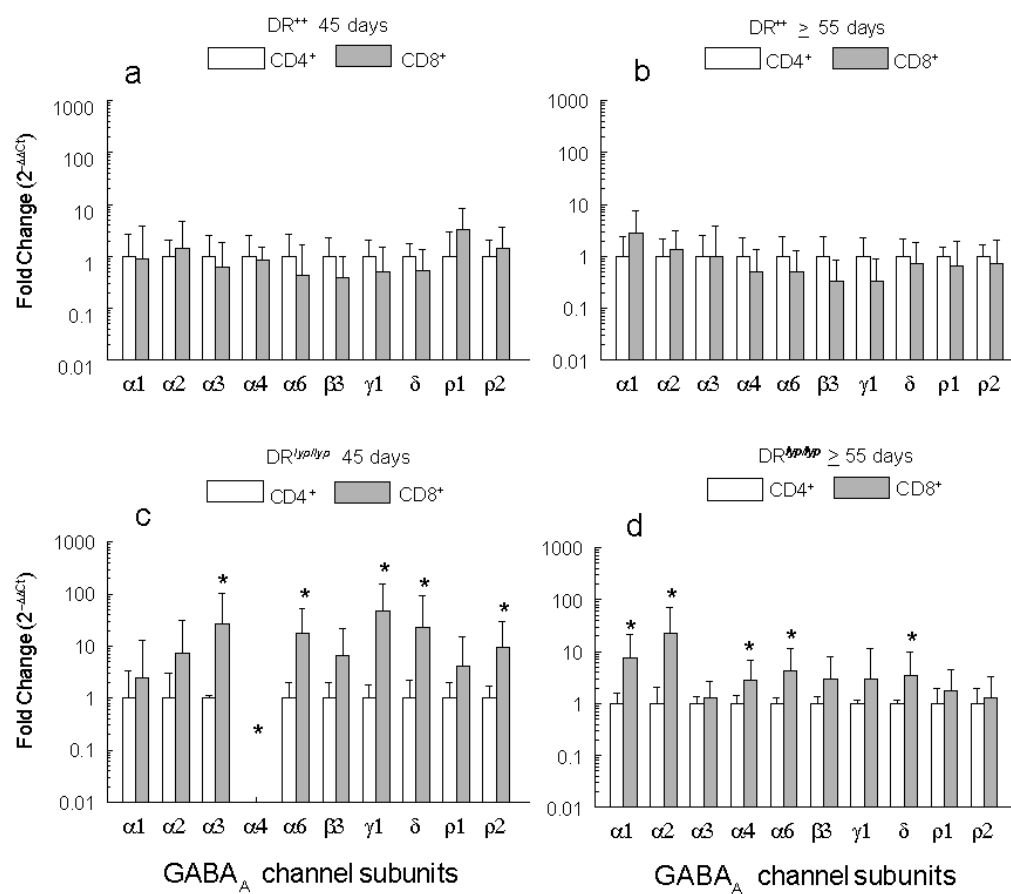 DR⁺⁺ 45 days
CD4⁺ CD8⁺
a
Fold Change (2⁻ΔΔCt)
1000
100
10
1
0.1
0.01
α1 α2 α3 α4 α6 β3 γ1 δ ρ1 ρ2
DR⁺⁺ ≥ 55 days
CD4⁺ CD8⁺
b
1000
100
10
1
0.1
0.01
α1 α2 α3 α4 α6 β3 γ1 δ ρ1 ρ2
DRlyp/lyp 45 days
CD4⁺ CD8⁺
c
Fold Change (2⁻ΔΔCt)
1000
100
10
1
0.1
0.01
* * * * * *
α1 α2 α3 α4 α6 β3 γ1 δ ρ1 ρ2
GABA_A channel subunits
DRlyp/lyp ≥ 55 days
CD4⁺ CD8⁺
d
1000
100
10
1
0.1
0.01
* * * * *
α1 α2 α3 α4 α6 β3 γ1 δ ρ1 ρ2
GABA_A channel subunits